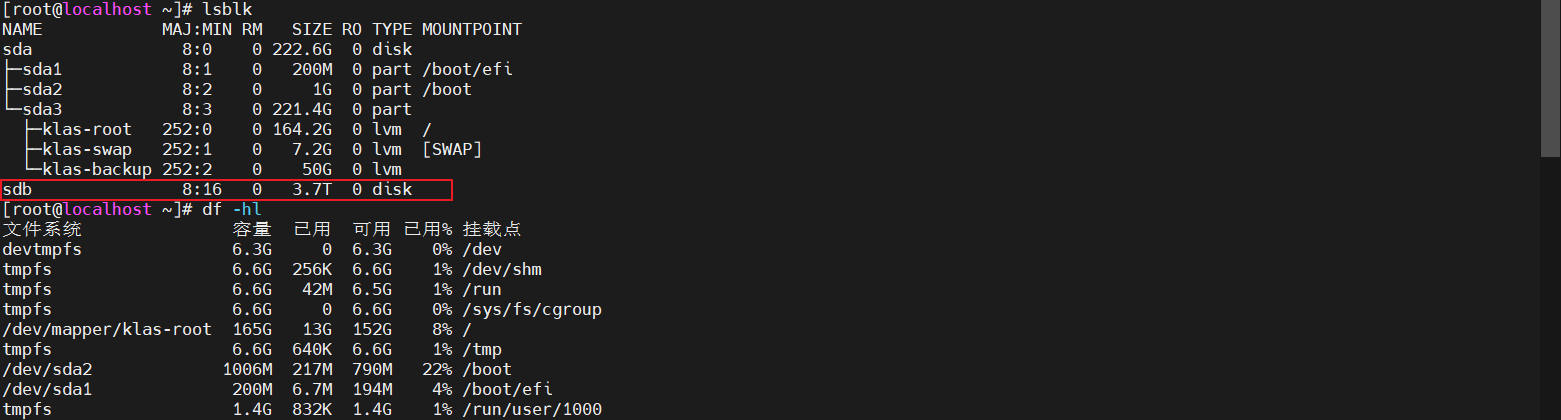 [root@localhost ~]# lsblk
NAME            MAJ:MIN RM   SIZE RO TYPE MOUNTPOINT
sda               8:0    0 222.6G  0 disk
├─sda1            8:1    0   200M  0 part /boot/efi
├─sda2            8:2    0     1G  0 part /boot
└─sda3            8:3    0 221.4G  0 part
  ├─klas-root   252:0    0 164.2G  0 lvm  /
  ├─klas-swap   252:1    0   7.2G  0 lvm  [SWAP]
  └─klas-backup 252:2    0    50G  0 lvm
sdb               8:16   0   3.7T  0 disk
[root@localhost ~]# df -hl
文件系统               容量  已用  可用 已用% 挂载点
devtmpfs               6.3G     0  6.3G    0% /dev
tmpfs                  6.6G  256K  6.6G    1% /dev/shm
tmpfs                  6.6G   42M  6.5G    1% /run
tmpfs                  6.6G     0  6.6G    0% /sys/fs/cgroup
/dev/mapper/klas-root  165G   13G  152G    8% /
tmpfs                  6.6G  640K  6.6G    1% /tmp
/dev/sda2             1006M  217M  790M   22% /boot
/dev/sda1              200M  6.7M  194M    4% /boot/efi
tmpfs                  1.4G  832K  1.4G    1% /run/user/1000